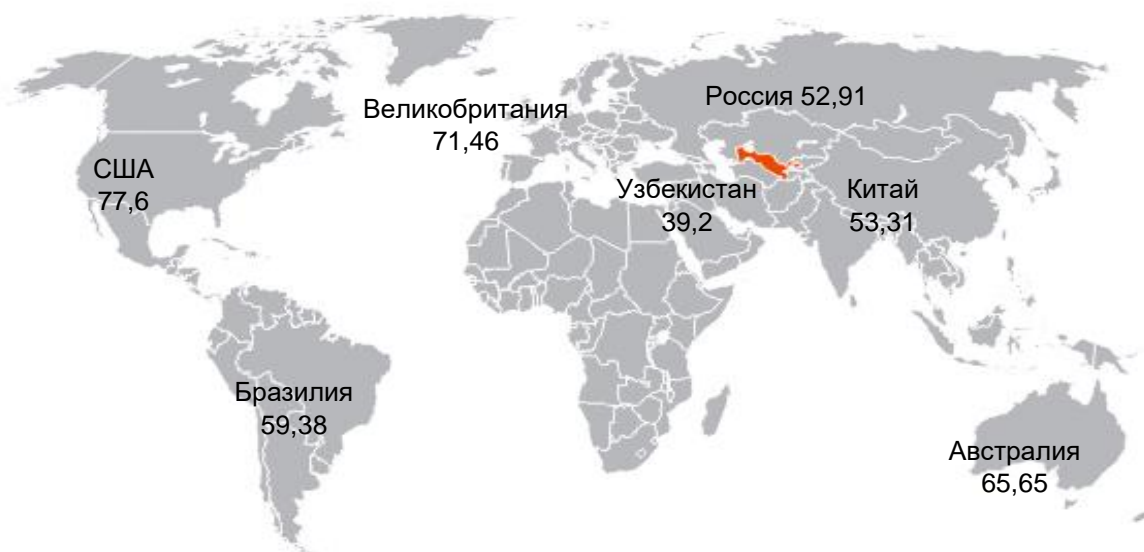 Великобритания
71,46
Россия 52,91
США
77,6
Узбекистан
39,2
Китай
53,31
Бразилия
59,38
Австралия
65,65